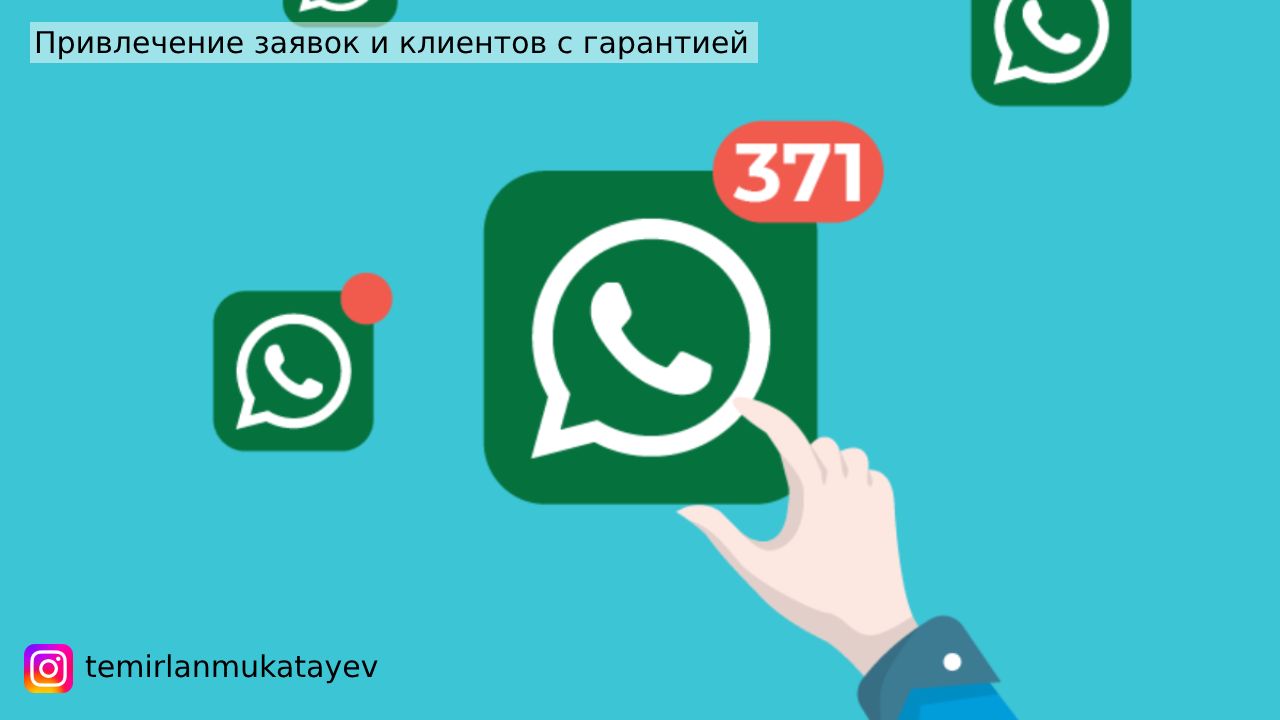 Привлечение заявок и клиентов с гарантией
371
temirlanmukatayev